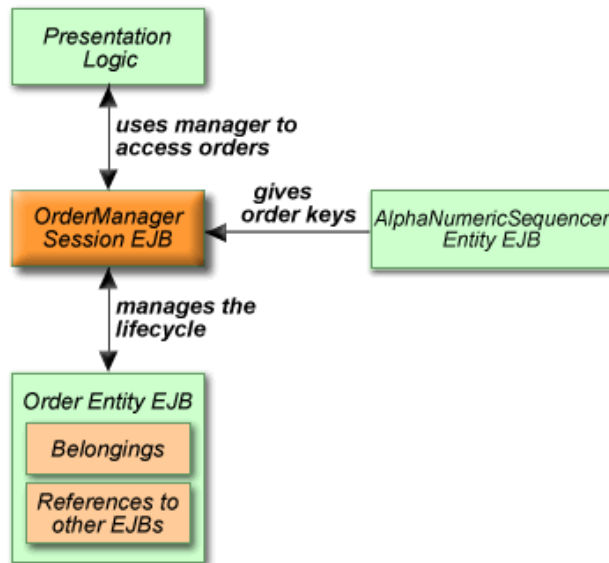 Presentation
Logic
uses manager to
access orders
OrderManager
Session EJB
gives
order keys
AlphaNumericSequencer
Entity EJB
manages the
lifecycle
Order Entity EJB
Belongings
References to
other EJBs